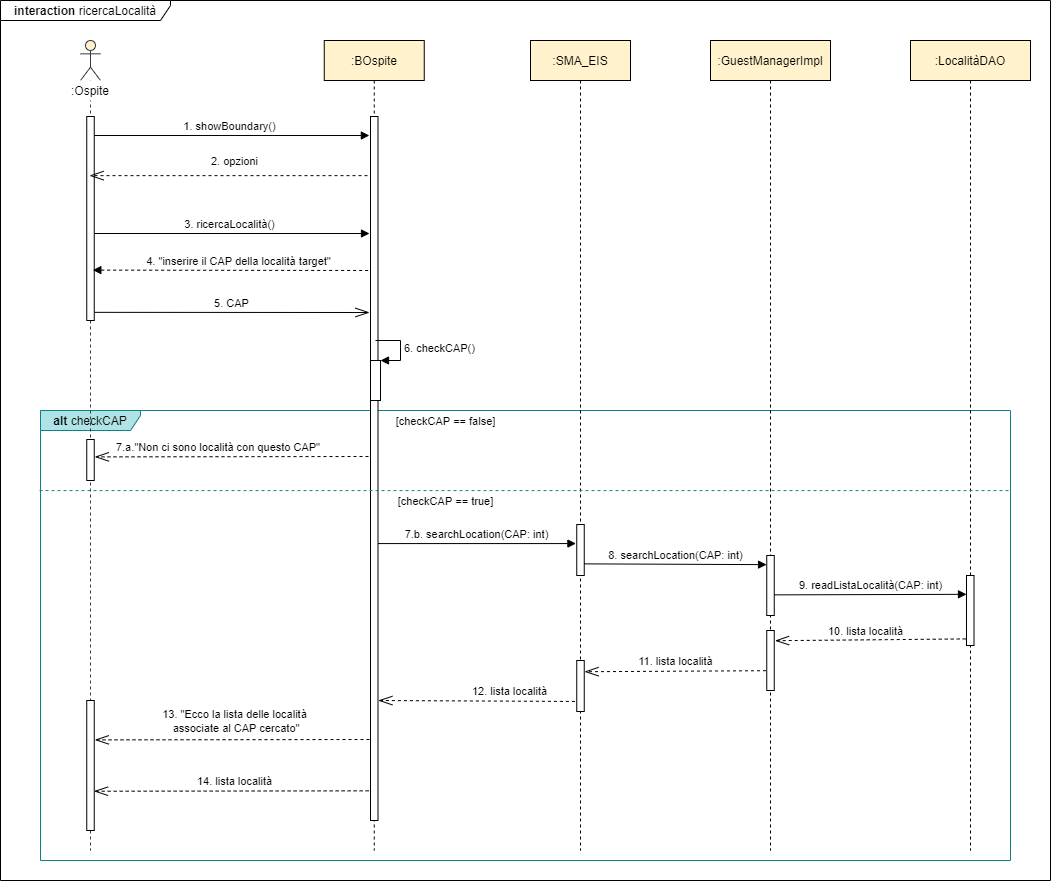 interaction ricercaLocalità
:Ospite
:BOspite
:SMA_EIS
:GuestManagerImpl
:LocalitàDAO
1. showBoundary()
2. opzioni
3. ricercaLocalità()
4. "inserire il CAP della località target"
5. CAP
6. checkCAP()
alt checkCAP
[checkCAP == false]
7.a."Non ci sono località con questo CAP"
[checkCAP == true]
7.b. searchLocation(CAP: int)
8. searchLocation(CAP: int)
9. readListaLocalità(CAP: int)
10. lista località
11. lista località
12. lista località
13. "Ecco la lista delle località
associate al CAP cercato"
14. lista località